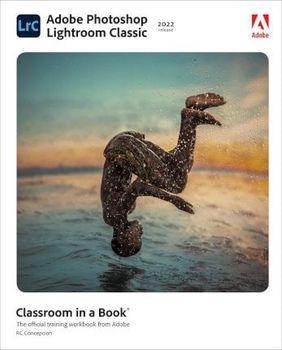 LrC
Adobe Photoshop
Lightroom Classic
2022
release
Adobe
Classroom in a Book®
The official training workbook from Adobe
RC Concepcion